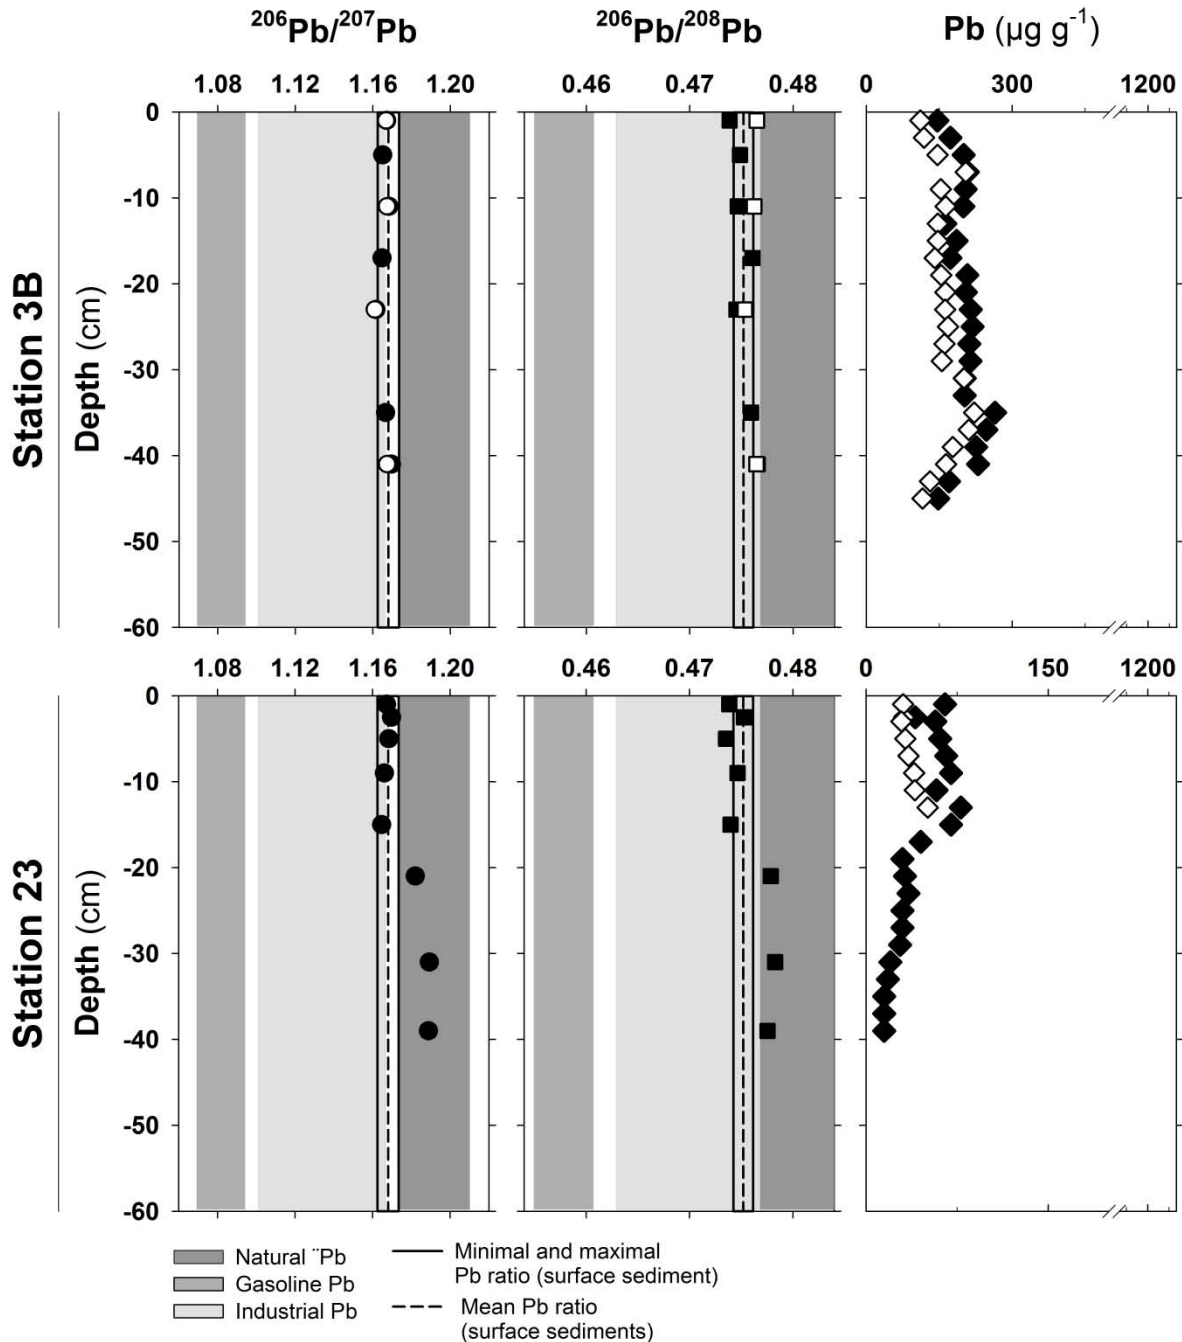 ²⁰⁶Pb/²⁰⁷Pb ²⁰⁶Pb/²⁰⁸Pb Pb (µg g⁻¹)
1.08 1.12 1.16 1.20 0.46 0.47 0.48 0 300 1200
Station 3B
Depth (cm)
0
-10
-20
-30
-40
-50
-60
1.08 1.12 1.16 1.20 0.46 0.47 0.48 0 150 1200
Station 23
Depth (cm)
0
-10
-20
-30
-40
-50
-60
Natural ¨Pb
Gasoline Pb
Industrial Pb
Minimal and maximal
Pb ratio (surface sediment)
Mean Pb ratio
(surface sediments)